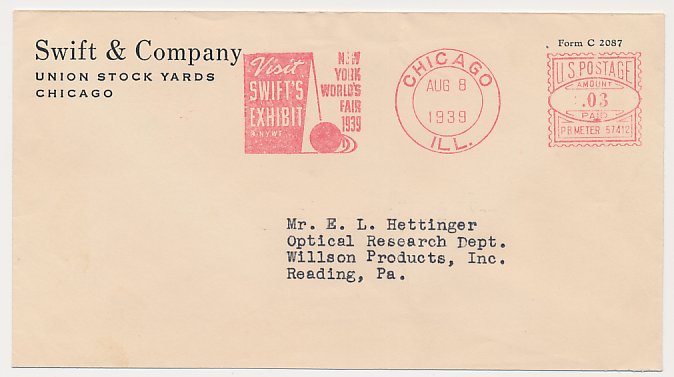 Swift & Company
UNION STOCK YARDS
CHICAGO
Visit
SWIFT'S
EXHIBIT
NEW
YORK
WORLD'S
FAIR
1939
CHICAGO
AUG 8
1939
ILL.
Form C 2087
U.S. POSTAGE
AMOUNT
.03
PAID
P B METER 57412
Mr. E. L. Hettinger
Optical Research Dept.
Willson Products, Inc.
Reading, Pa.